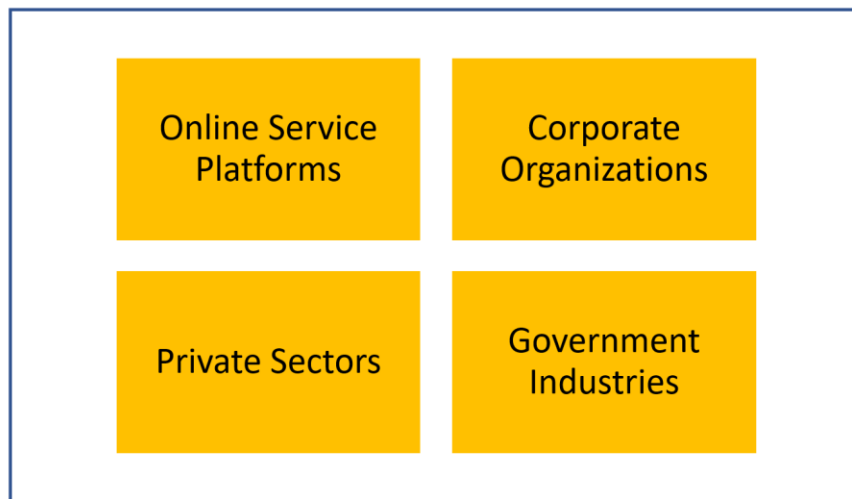 Online Service
Platforms
Corporate
Organizations
Private Sectors
Government
Industries